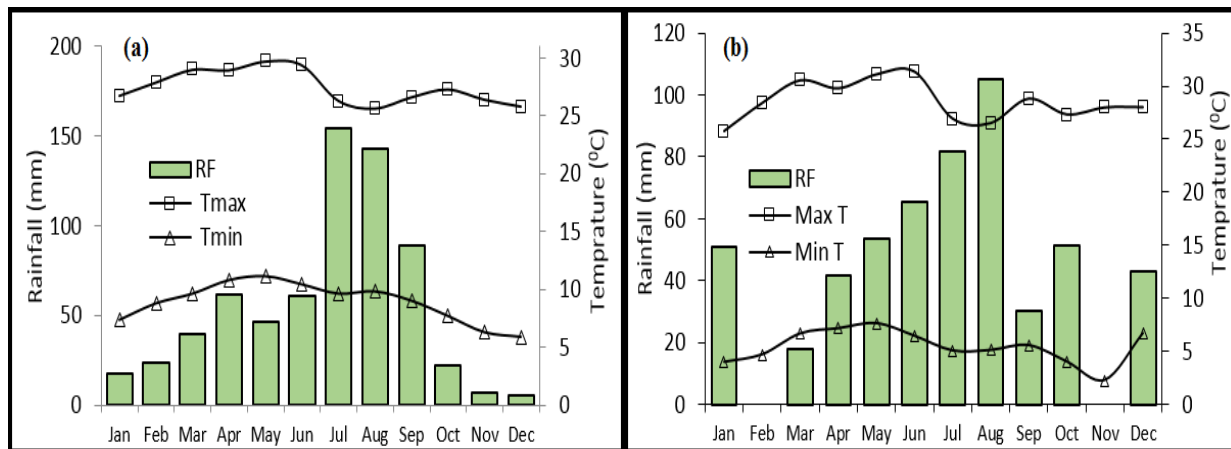 (a)
Rainfall (mm)
200
150
100
50
0
RF
Tmax
Tmin
30
25
20
15
10
5
0
Temprature (⁰C)
Jan Feb Mar Apr May Jun Jul Aug Sep Oct Nov Dec
(b)
Rainfall (mm)
120
100
80
60
40
20
0
RF
Max T
Min T
35
30
25
20
15
10
5
0
Temprature (⁰C)
Jan Feb Mar Apr May Jun Jul Aug Sep Oct Nov Dec